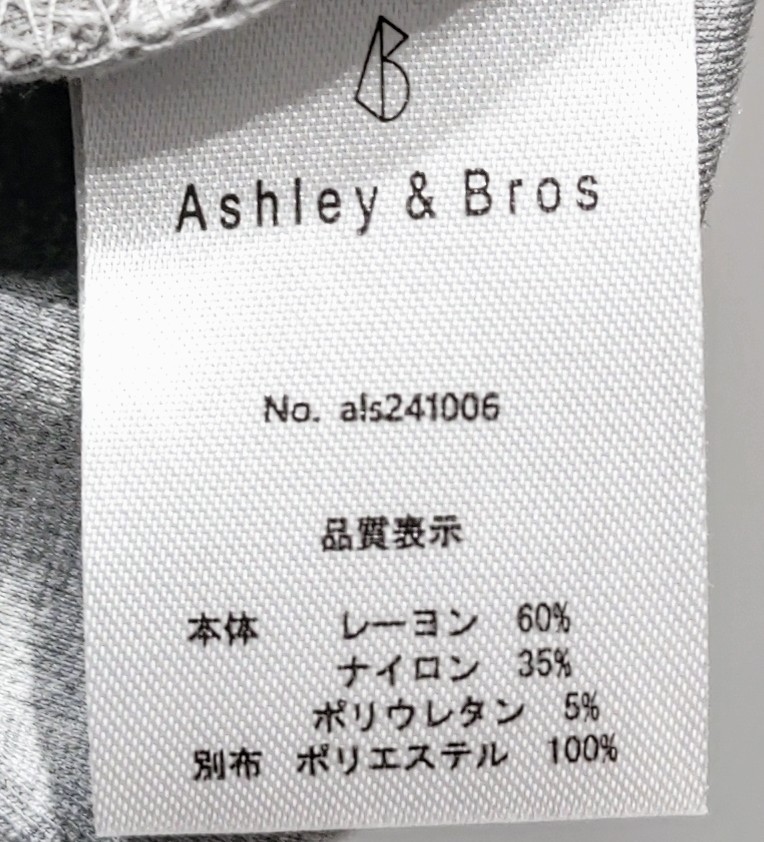 Ashley & Bros
No. als241006
品質表示
本体 レーヨン 60%
ナイロン 35%
ポリウレタン 5%
別布 ポリエステル 100%